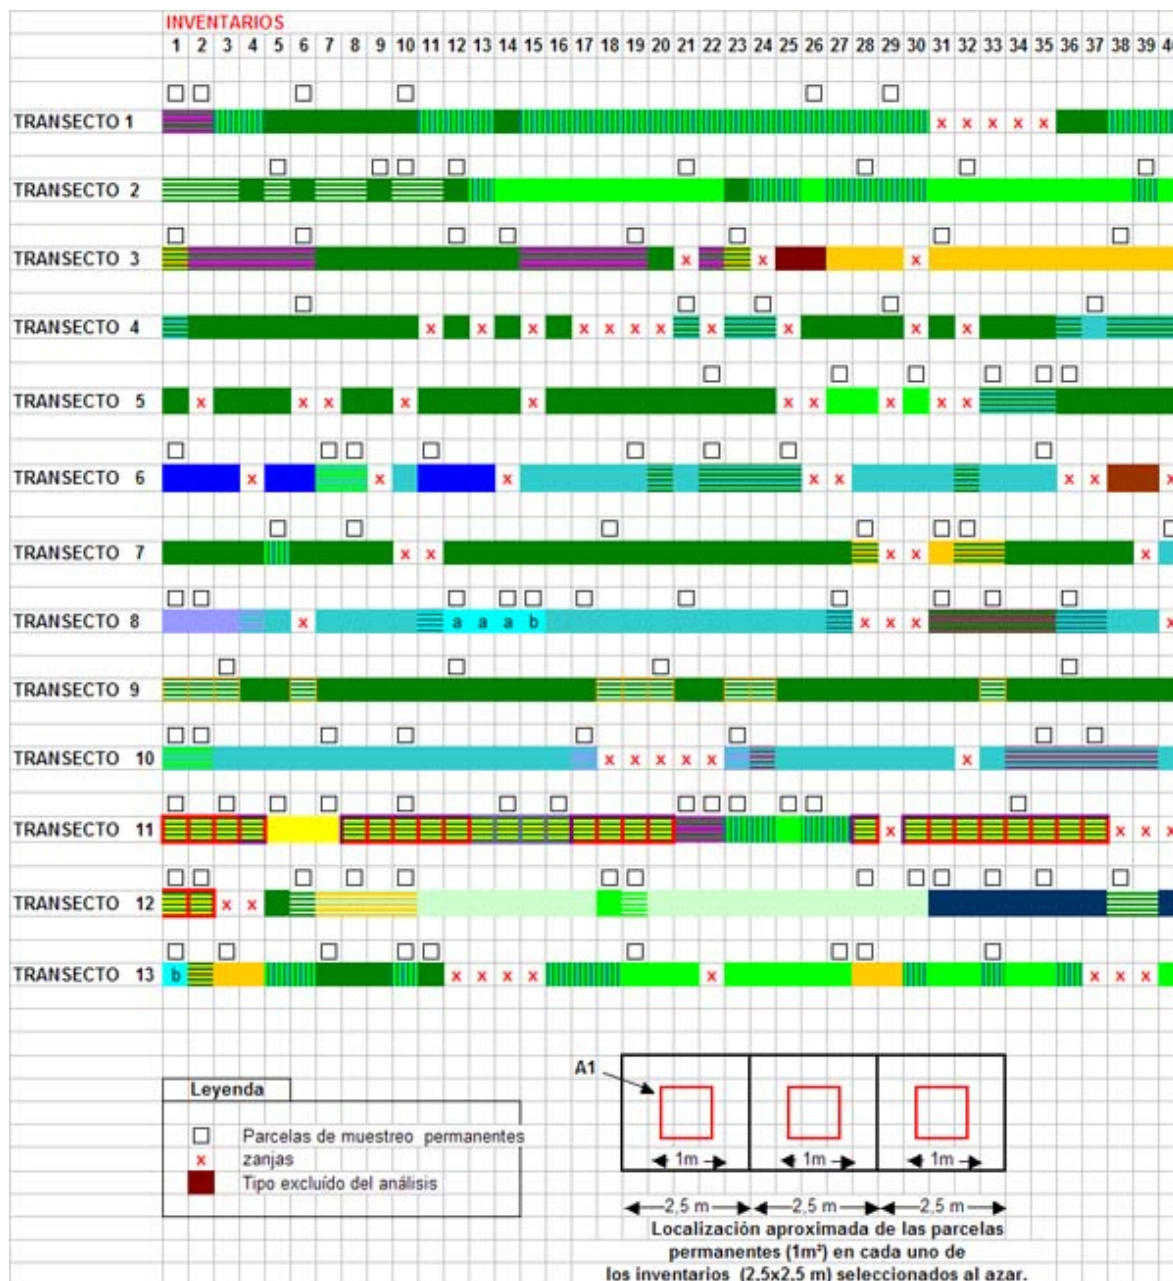 INVENTARIOS
1 2 3 4 5 6 7 8 9 10 11 12 13 14 15 16 17 18 19 20 21 22 23 24 25 26 27 28 29 30 31 32 33 34 35 36 37 38 39
TRANSECTO 1 x x x x x
TRANSECTO 2
TRANSECTO 3 x x x
TRANSECTO 4 x x x x x x x x x x x
TRANSECTO 5 x x x x x x x x x x
TRANSECTO 6 x x x x x x x x
TRANSECTO 7 x x x x x
TRANSECTO 8 x a a a b x x x x
TRANSECTO 9
TRANSECTO 10 x x x x x x
TRANSECTO 11 x x x x
TRANSECTO 12 x x
TRANSECTO 13 b x x x x x x x x
A1
Leyenda
Parcelas de muestreo permanentes
x zanjas
Tipo excluído del análisis
1m 1m 1m
2,5 m 2,5 m 2,5 m
Localización aproximada de las parcelas
permanentes (1m²) en cada uno de
los inventarios (2,5x2,5 m) seleccionados al azar.